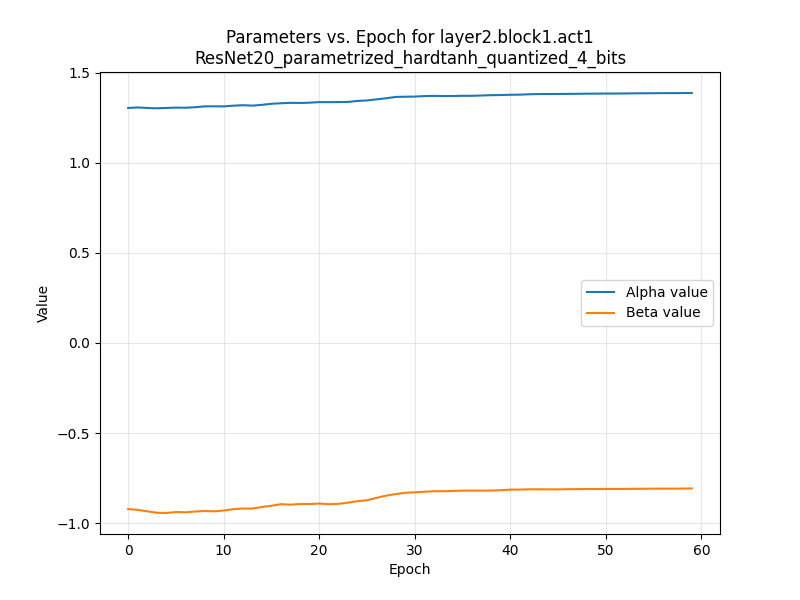 Parameters vs. Epoch for layer2.block1.act1
ResNet20_parametrized_hardtanh_quantized_4_bits
1.5
1.0
0.5
0.0
−0.5
−1.0
Value
Alpha value
Beta value
0 10 20 30 40 50 60
Epoch